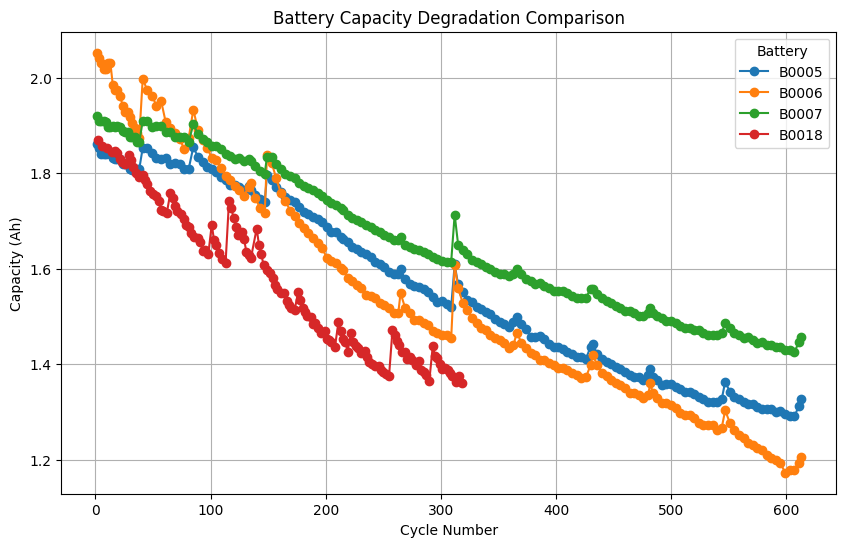 Battery Capacity Degradation Comparison
Battery
B0005
B0006
B0007
B0018
Capacity (Ah)
2.0
1.8
1.6
1.4
1.2
0 100 200 300 400 500 600
Cycle Number